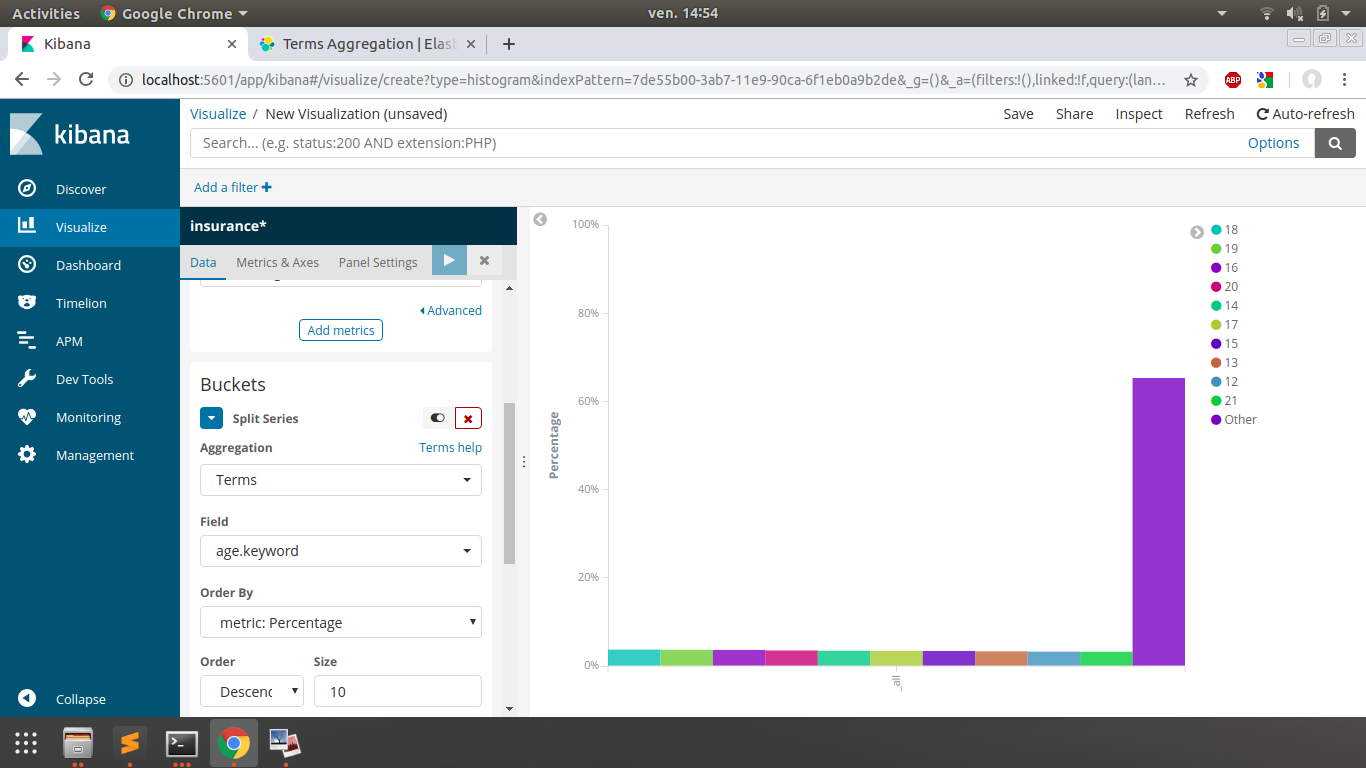 Activities
Google Chrome
ven. 14:54
Kibana
Terms Aggregation | Elast
localhost:5601/app/kibana#/visualize/create?type=histogram&indexPattern=7de55b00-3ab7-11e9-90ca-6f1eb0a9b2de&_g=()&_a=(filters:!(),linked:!f,query:(lan...
ABP
kibana
Discover
Visualize
Dashboard
Timelion
APM
Dev Tools
Monitoring
Management
Collapse
Visualize / New Visualization (unsaved)
Save
Share
Inspect
Refresh
Auto-refresh
Search... (e.g. status:200 AND extension:PHP)
Options
Add a filter
insurance*
Data
Metrics & Axes
Panel Settings
Advanced
Add metrics
Buckets
Split Series
Aggregation
Terms help
Terms
Field
age.keyword
Order By
metric: Percentage
Order
Size
Descenc
10
100%
80%
60%
40%
20%
0%
Percentage
_all
18
19
16
20
14
17
15
13
12
21
Other